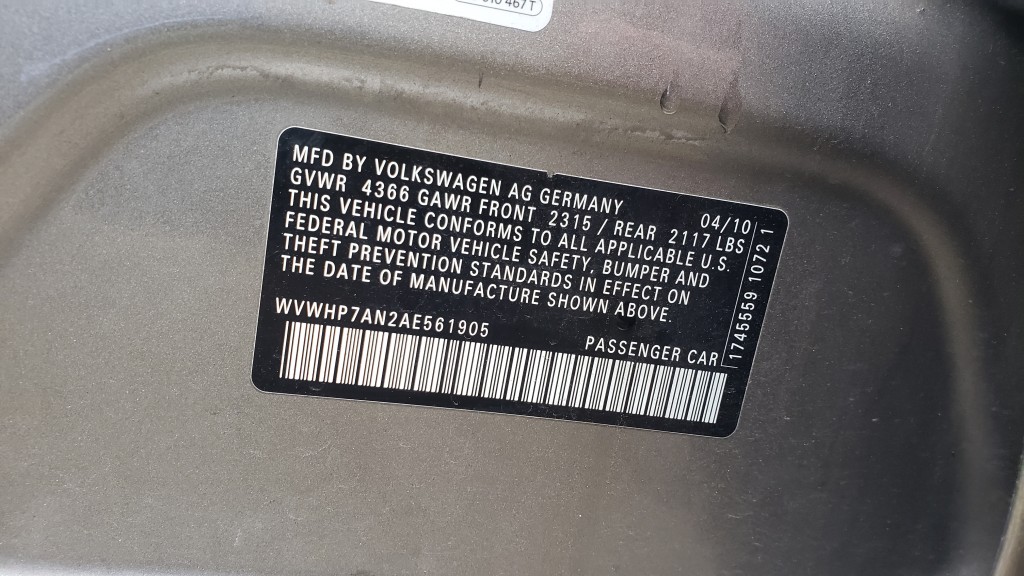 467T
MFD BY VOLKSWAGEN AG GERMANY 04/10
GVWR 4366 GAWR FRONT 2315 / REAR 2117 LBS
THIS VEHICLE CONFORMS TO ALL APPLICABLE U.S.
FEDERAL MOTOR VEHICLE SAFETY, BUMPER AND
THEFT PREVENTION STANDARDS IN EFFECT ON
THE DATE OF MANUFACTURE SHOWN ABOVE.
WVWHP7AN2AE561905
PASSENGER CAR
1745559 1072 1